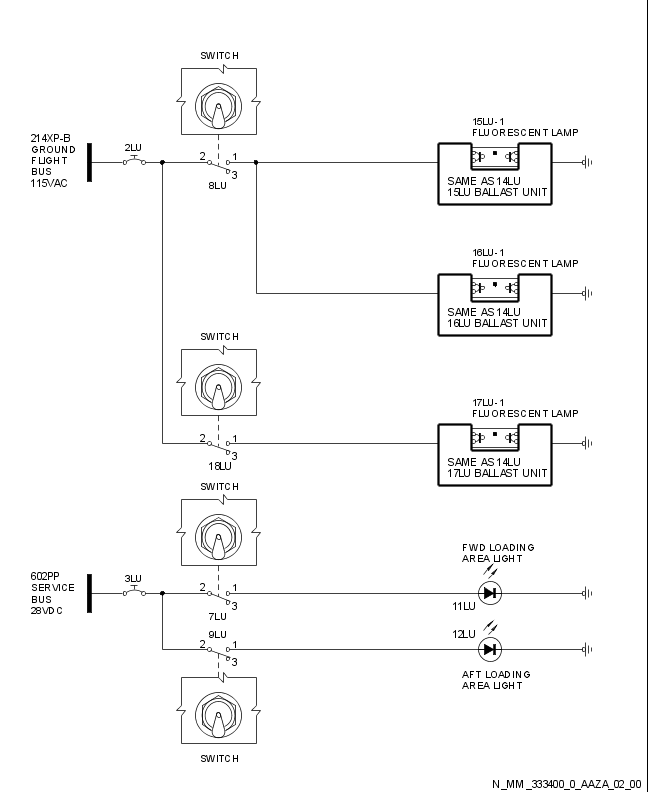 SWITCH
214XP-B
GROUND
FLIGHT
BUS
115VAC
2LU
2
1
3
8LU
15LU-1
FLUORESCENT LAMP
SAME AS 14LU
15LU BALLAST UNIT
16LU-1
FLUORESCENT LAMP
SAME AS 14LU
16LU BALLAST UNIT
SWITCH
2
1
3
18LU
17LU-1
FLUORESCENT LAMP
SAME AS 14LU
17LU BALLAST UNIT
SWITCH
602PP
SERVICE
BUS
28VDC
3LU
2
1
3
7LU
FWD LOADING
AREA LIGHT
11LU
9LU
2
1
3
12LU
AFT LOADING
AREA LIGHT
SWITCH
N_MM_333400_0_AAZA_02_00